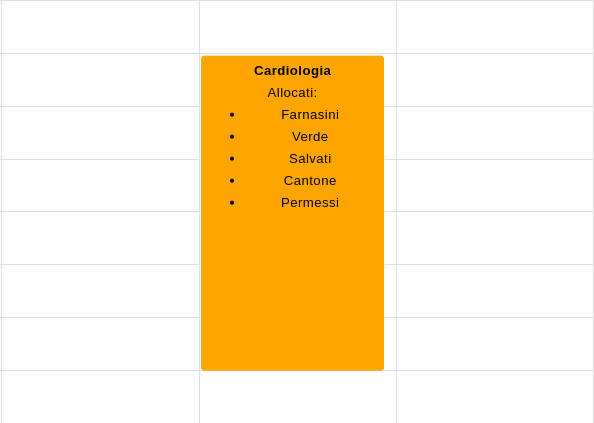 Cardiologia
Allocati:
• Farnasini
• Verde
• Salvati
• Cantone
• Permessi